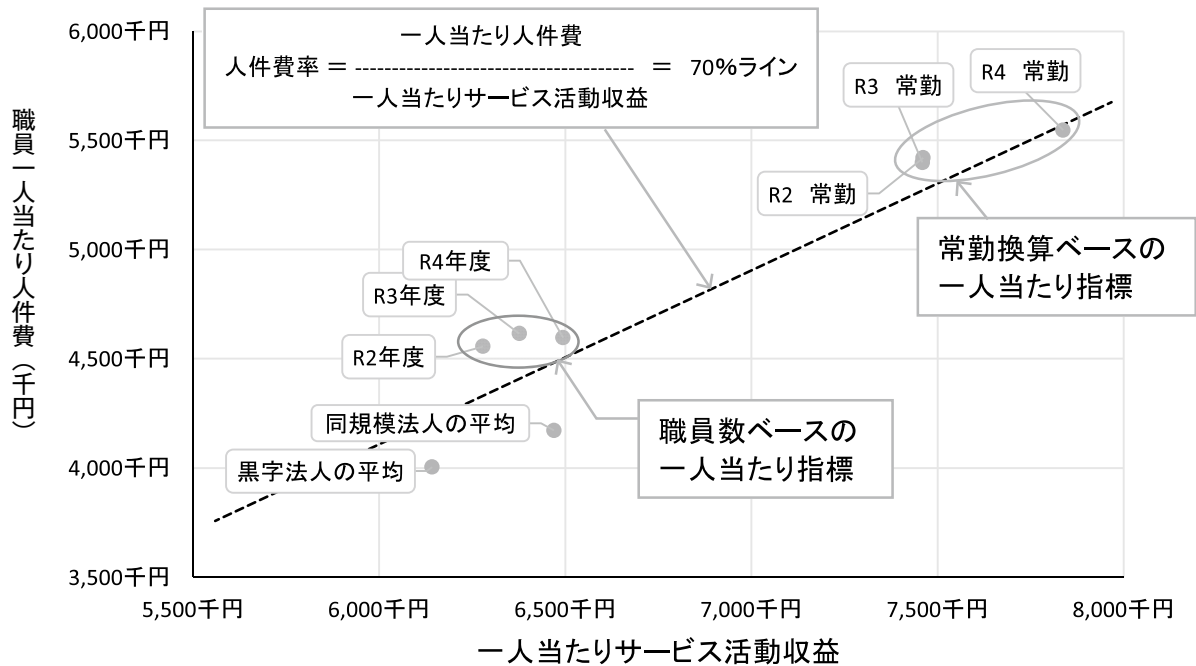 6,000千円
5,500千円
5,000千円
4,500千円
4,000千円
3,500千円
職員一人当たり人件費（千円）
一人当たり人件費
人件費率 = ------------------------------------ = 70%ライン
一人当たりサービス活動収益
R3 常勤
R4 常勤
R2 常勤
常勤換算ベースの
一人当たり指標
R4年度
R3年度
R2年度
同規模法人の平均
黒字法人の平均
職員数ベースの
一人当たり指標
5,500千円
6,000千円
6,500千円
7,000千円
7,500千円
8,000千円
一人当たりサービス活動収益